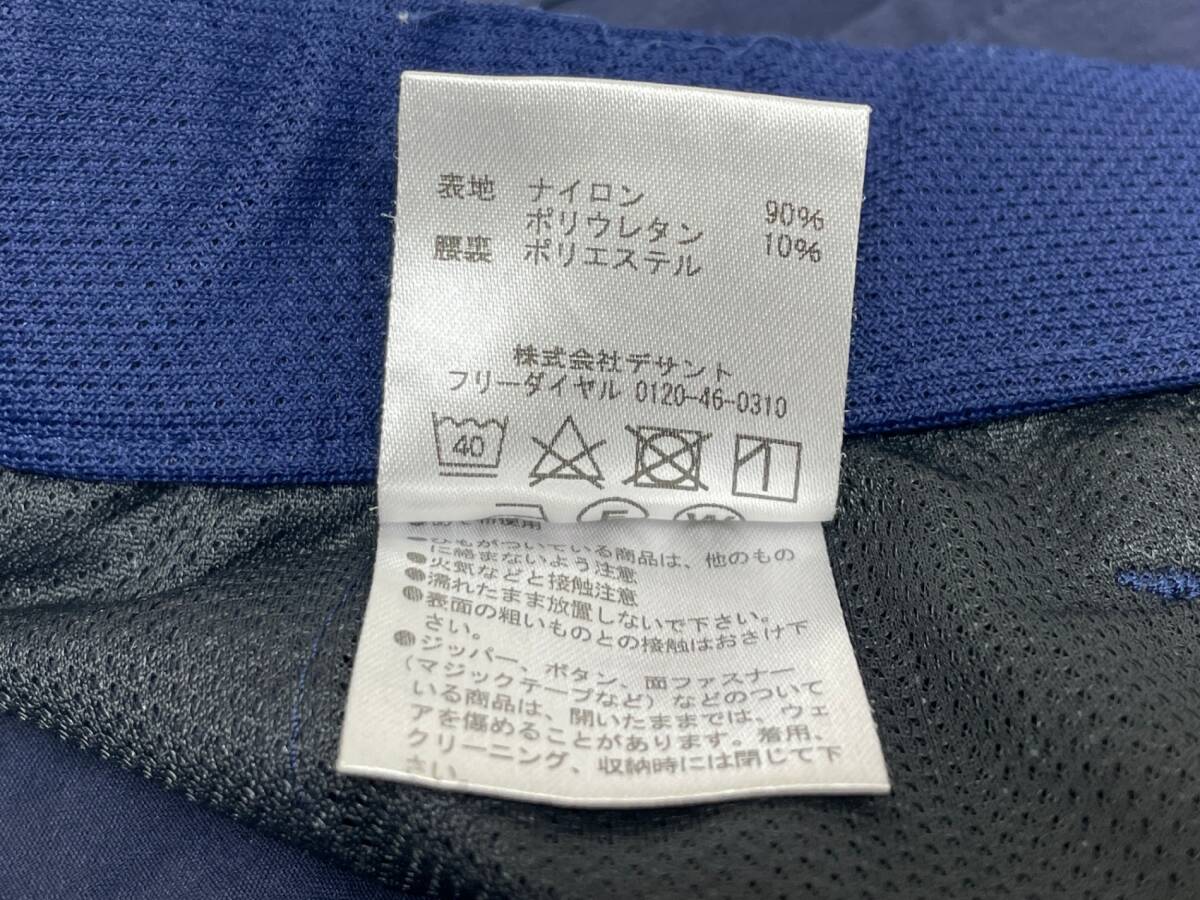 表地 ナイロン 90%
ポリウレタン 10%
腰裏 ポリエステル
株式会社デサント
フリーダイヤル 0120-46-0310
40
使用
ひもがついている商品は、他のもの
に絡まないよう注意
●火気などと接触注意
●濡れたまま放置しないで下さい。
●表面の粗いものとの接触はおさけ下
さい。
●ジッパー、ボタン、面ファスナー
(マジックテープなど)などのついて
いる商品は、開いたままでは、ウェ
アを傷めることがあります。着用、
クリーニング、収納時には閉じて下
さい。